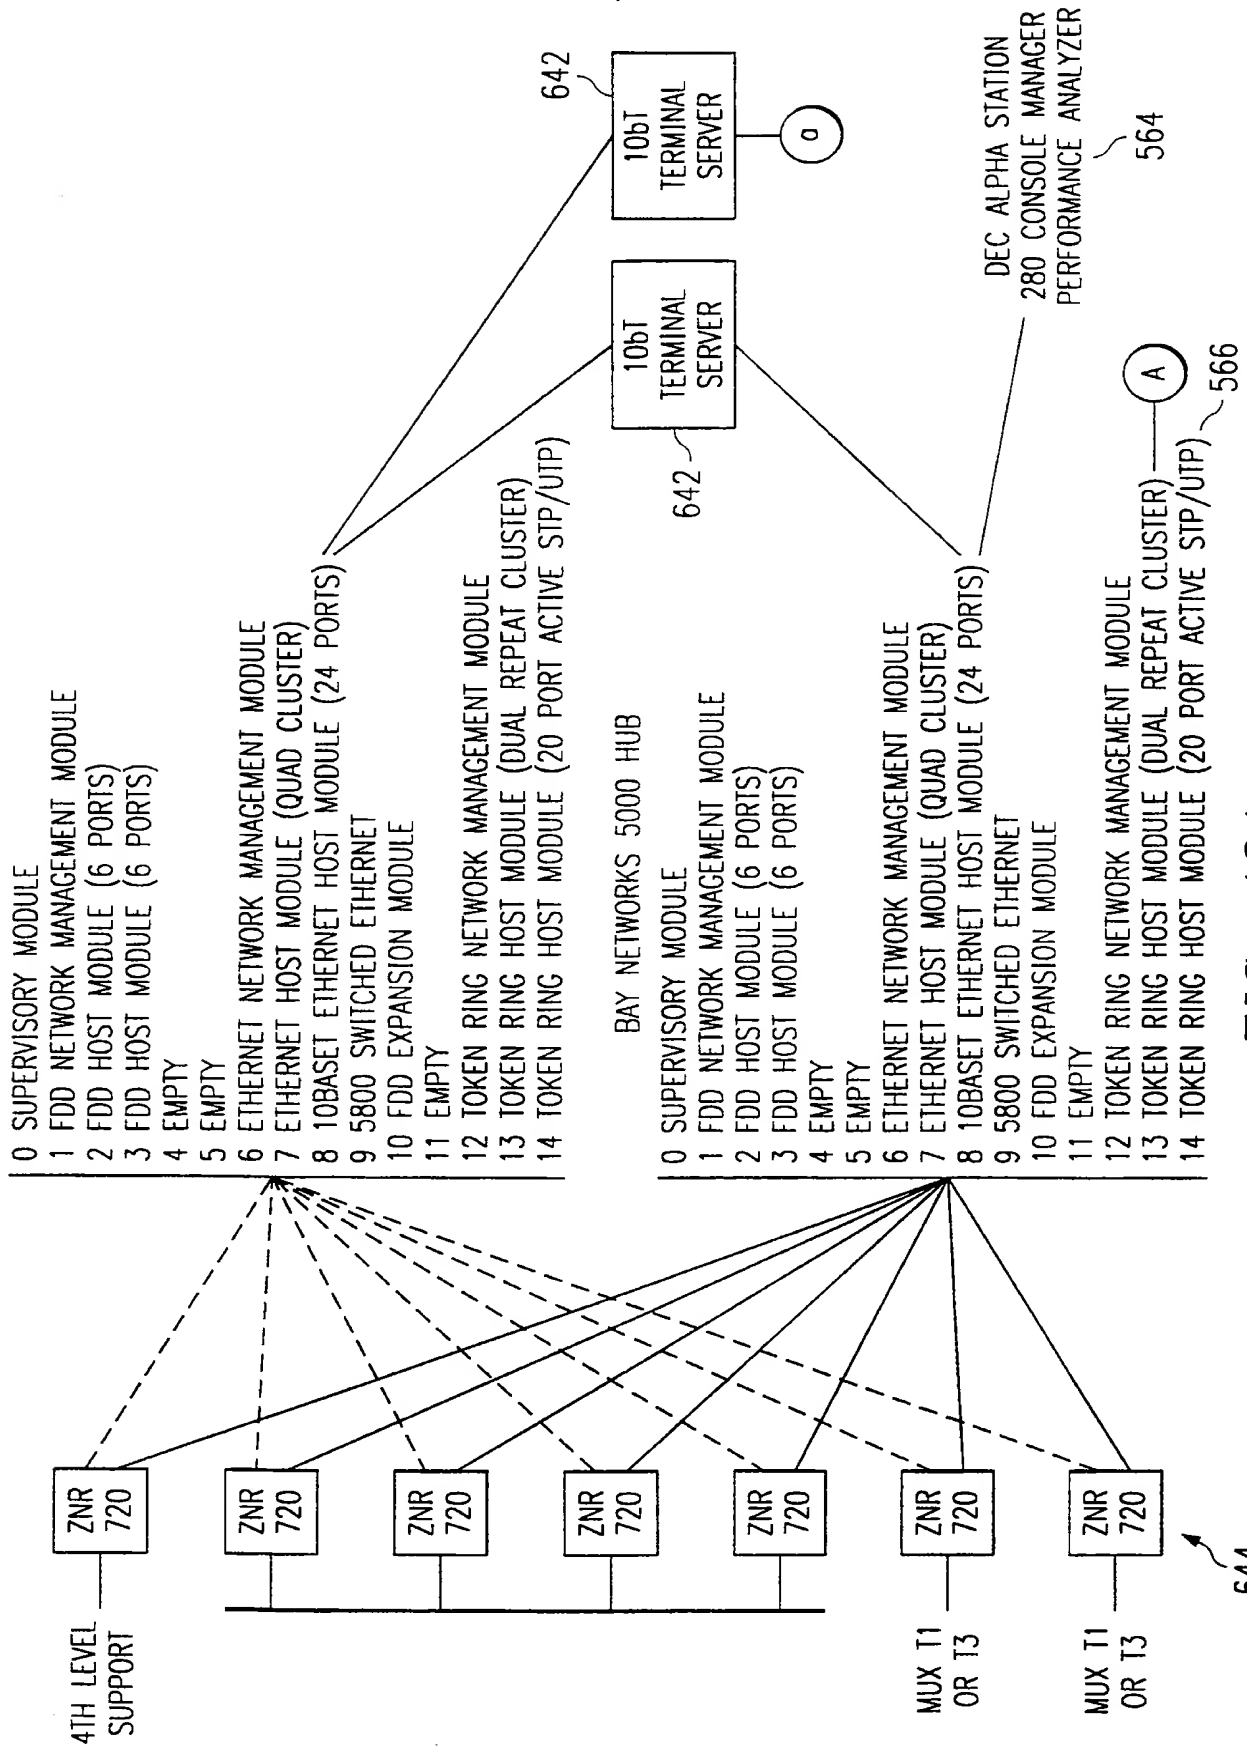 4TH LEVEL
SUPPORT
ZNR
720
ZNR
720
ZNR
720
ZNR
720
ZNR
720
MUX T1
OR T3
ZNR
720
MUX T1
OR T3
ZNR
720
644
0 SUPERVISORY MODULE
1 FDD NETWORK MANAGEMENT MODULE
2 FDD HOST MODULE (6 PORTS)
3 FDD HOST MODULE (6 PORTS)
4 EMPTY
5 EMPTY
6 ETHERNET NETWORK MANAGEMENT MODULE
7 ETHERNET HOST MODULE (QUAD CLUSTER)
8 10BASET ETHERNET HOST MODULE (24 PORTS)
9 5800 SWITCHED ETHERNET
10 FDD EXPANSION MODULE
11 EMPTY
12 TOKEN RING NETWORK MANAGEMENT MODULE
13 TOKEN RING HOST MODULE (DUAL REPEAT CLUSTER)
14 TOKEN RING HOST MODULE (20 PORT ACTIVE STP/UTP)
BAY NETWORKS 5000 HUB
0 SUPERVISORY MODULE
1 FDD NETWORK MANAGEMENT MODULE
2 FDD HOST MODULE (6 PORTS)
3 FDD HOST MODULE (6 PORTS)
4 EMPTY
5 EMPTY
6 ETHERNET NETWORK MANAGEMENT MODULE
7 ETHERNET HOST MODULE (QUAD CLUSTER)
8 10BASET ETHERNET HOST MODULE (24 PORTS)
9 5800 SWITCHED ETHERNET
10 FDD EXPANSION MODULE
11 EMPTY
12 TOKEN RING NETWORK MANAGEMENT MODULE
13 TOKEN RING HOST MODULE (DUAL REPEAT CLUSTER)
14 TOKEN RING HOST MODULE (20 PORT ACTIVE STP/UTP)
566
A
642
10bT
TERMINAL
SERVER
642
10bT
TERMINAL
SERVER
a
DEC ALPHA STATION
280 CONSOLE MANAGER
PERFORMANCE ANALYZER
564